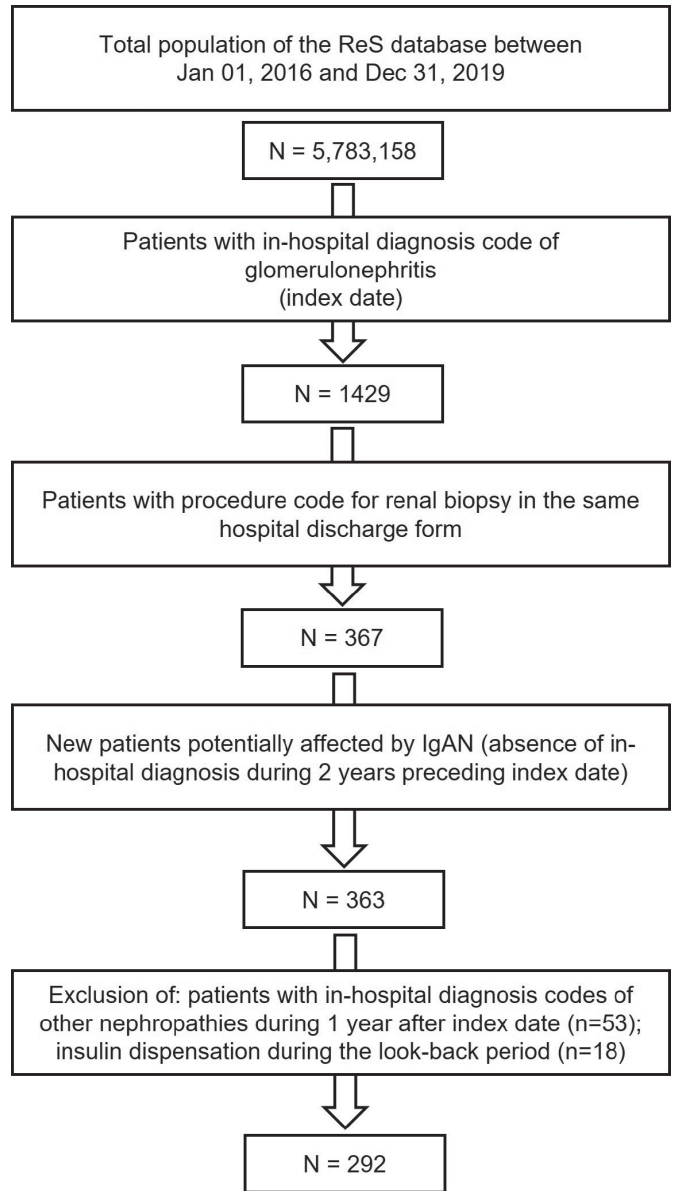 Total population of the ReS database between
Jan 01, 2016 and Dec 31, 2019
N = 5,783,158
Patients with in-hospital diagnosis code of
glomerulonephritis
(index date)
N = 1429
Patients with procedure code for renal biopsy in the same
hospital discharge form
N = 367
New patients potentially affected by IgAN (absence of in-
hospital diagnosis during 2 years preceding index date)
N = 363
Exclusion of: patients with in-hospital diagnosis codes of
other nephropathies during 1 year after index date (n=53);
insulin dispensation during the look-back period (n=18)
N = 292